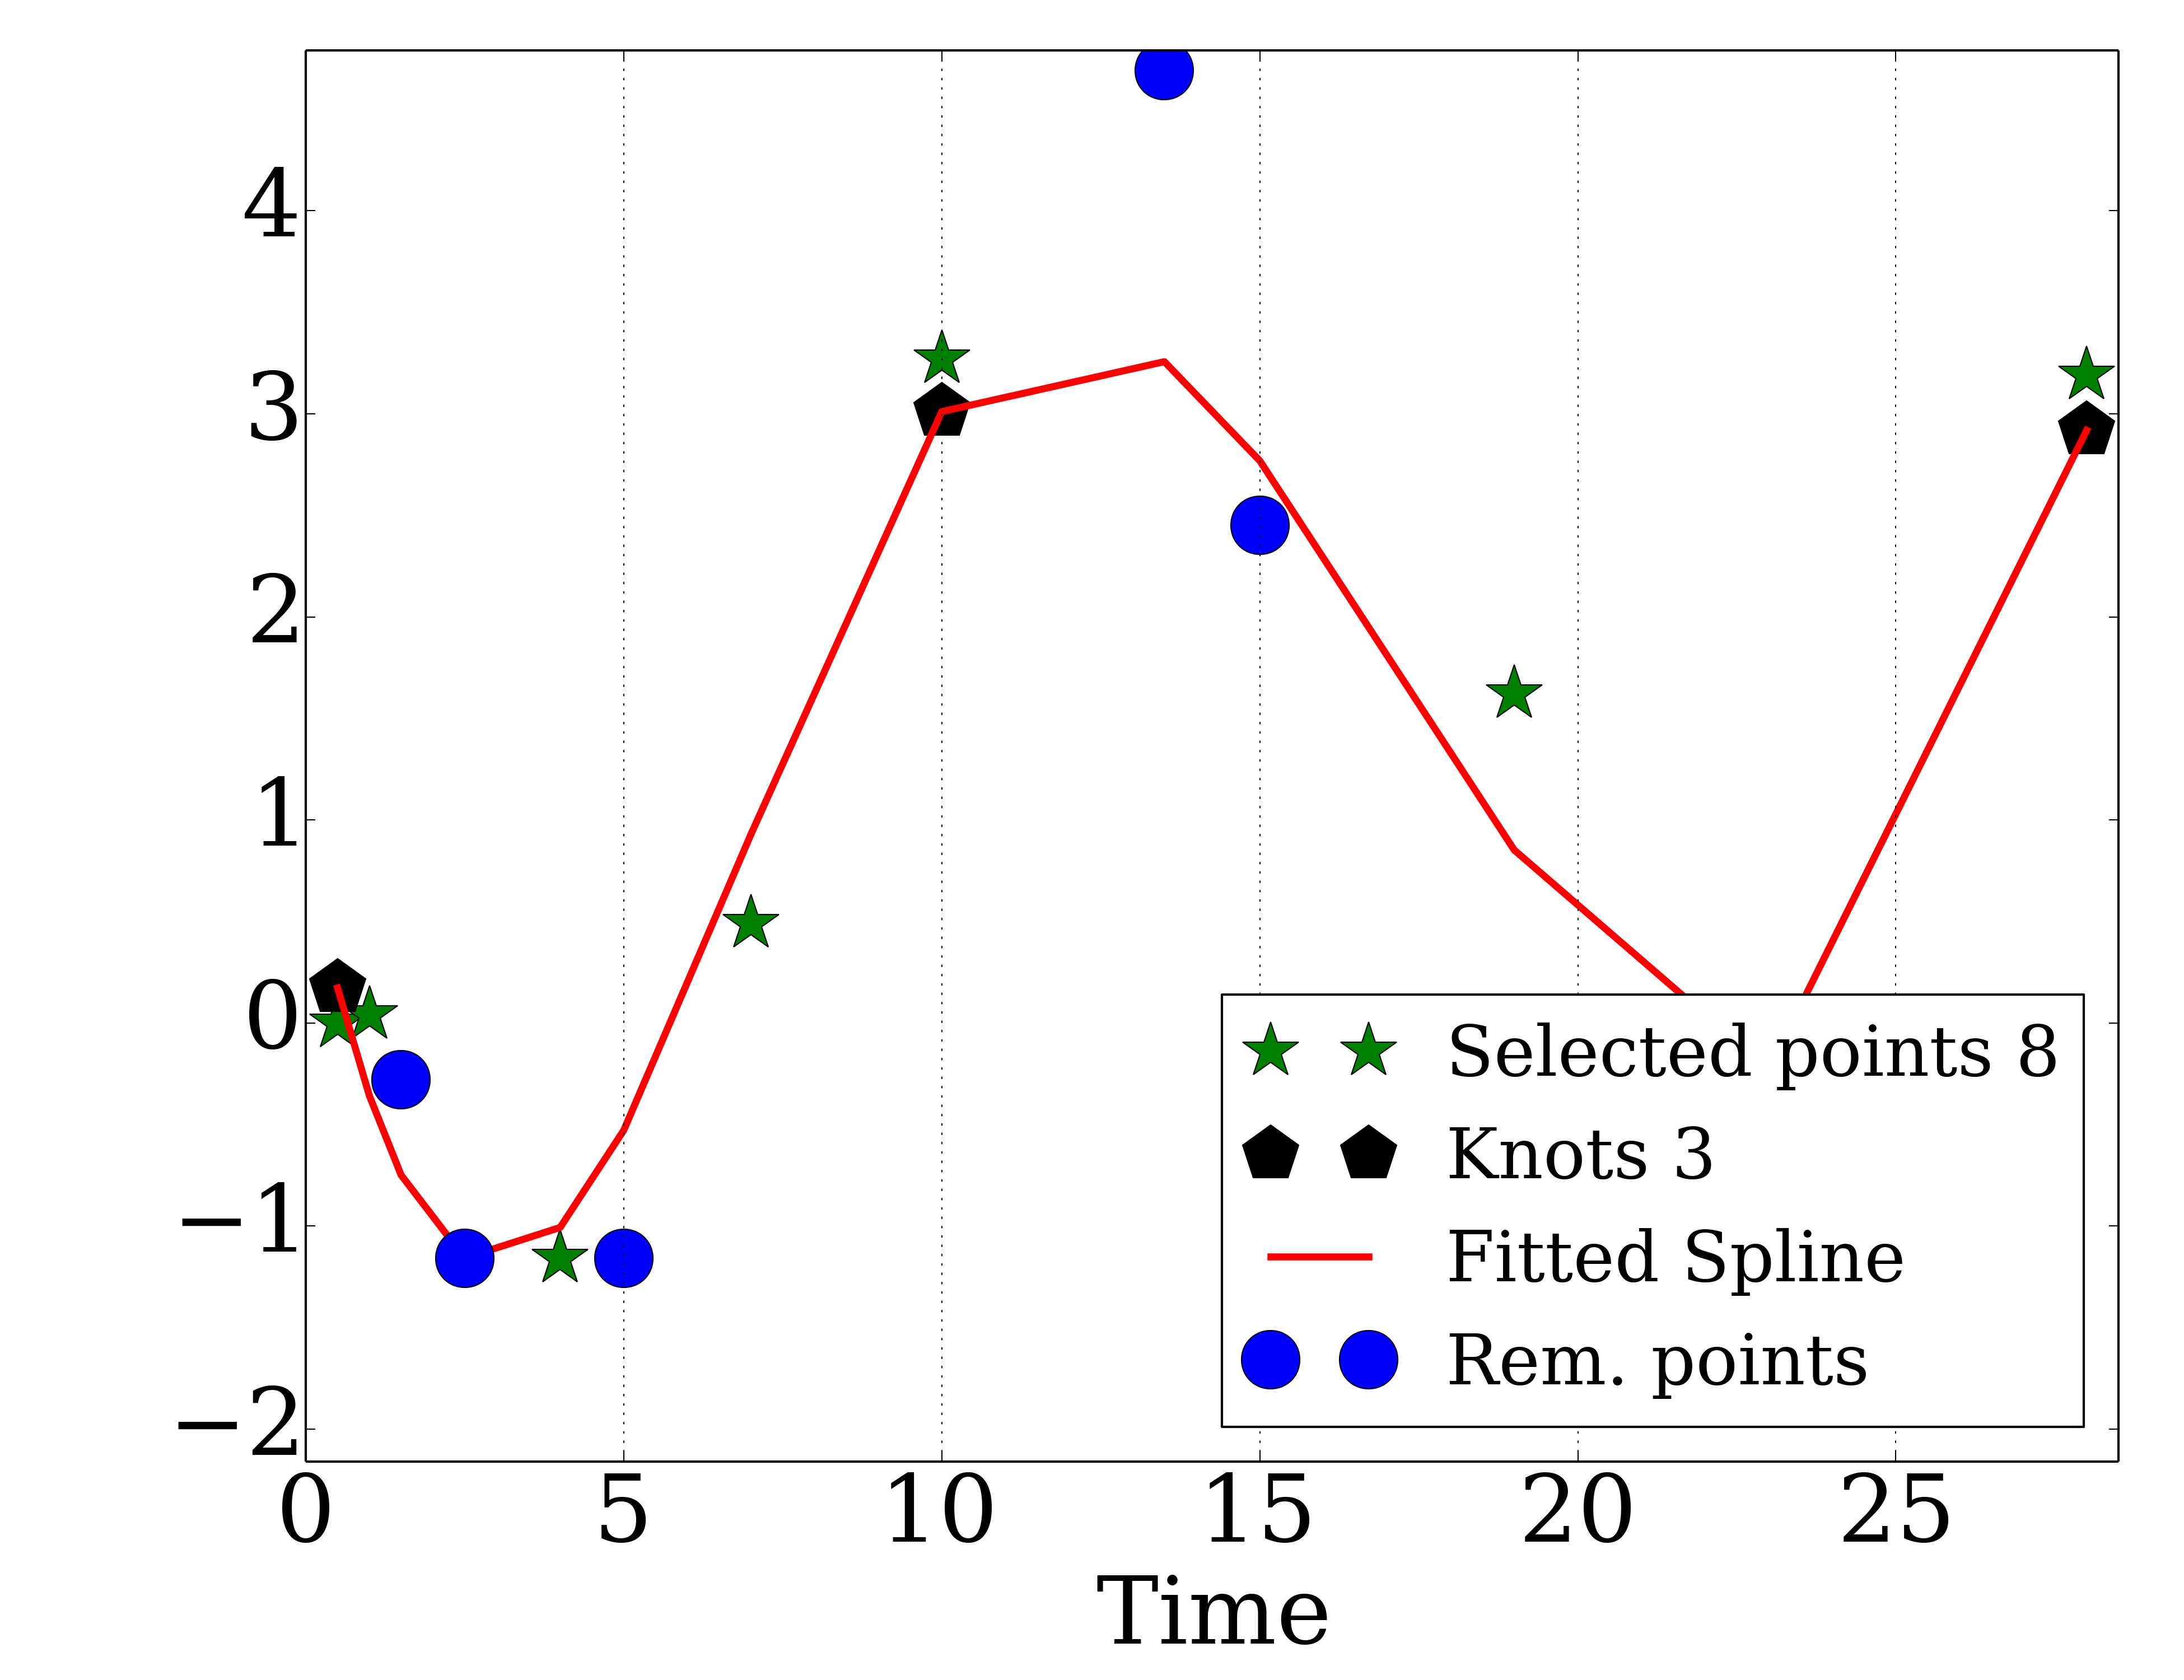 4
3
2
1
0
−1
−2
0 5 10 15 20 25
Time
Selected points 8
Knots 3
Fitted Spline
Rem. points